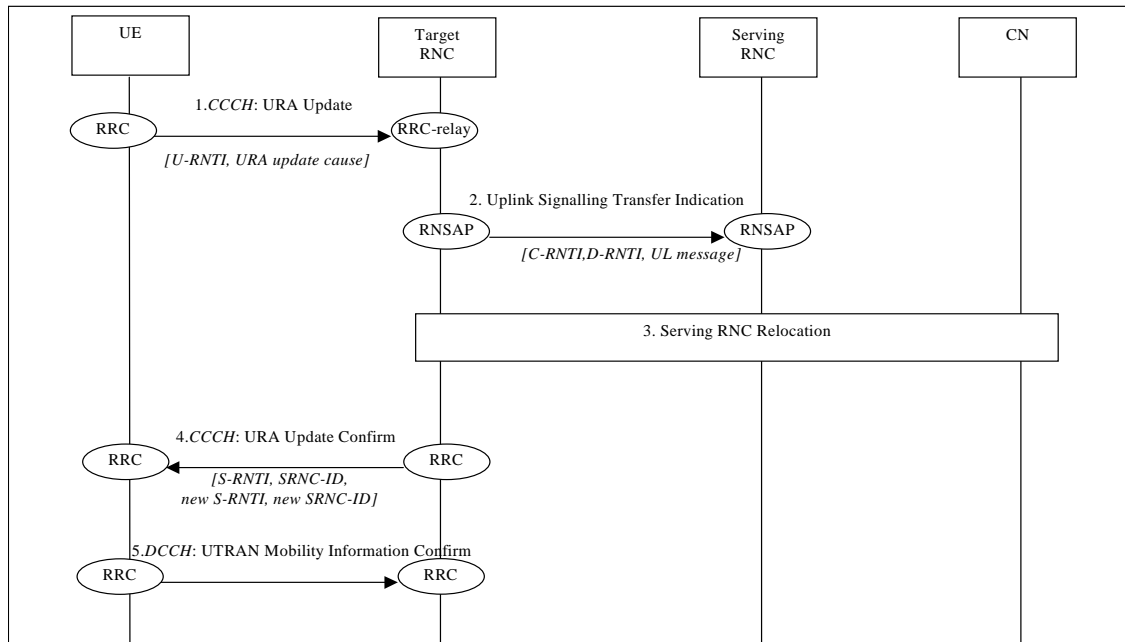 UE
Target
RNC
Serving
RNC
CN
1.CCCH: URA Update
RRC
RRC-relay
[U-RNTI, URA update cause]
2. Uplink Signalling Transfer Indication
RNSAP
RNSAP
[C-RNTI,D-RNTI, UL message]
3. Serving RNC Relocation
4.CCCH: URA Update Confirm
RRC
RRC
[S-RNTI, SRNC-ID,
new S-RNTI, new SRNC-ID]
5.DCCH: UTRAN Mobility Information Confirm
RRC
RRC